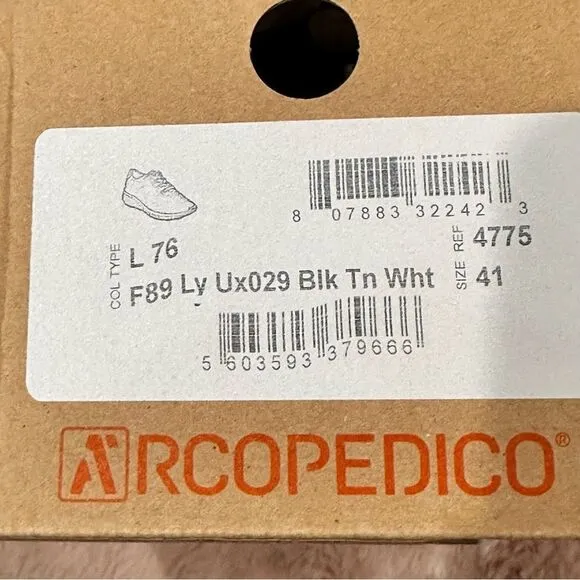 8 07883 32242 3
COL TYPE L 76 REF 4775
F89 Ly Ux029 Blk Tn Wht SIZE 41
5 603593 379666
ARCOPEDICO®